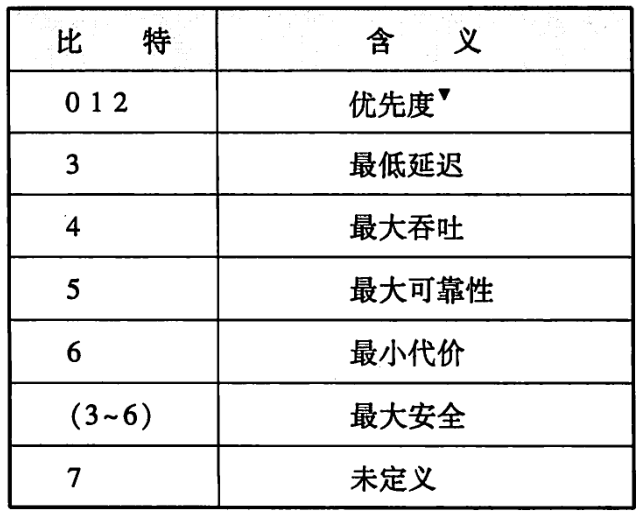 比 特 含 义
0 1 2 优先度▼
3 最低延迟
4 最大吞吐
5 最大可靠性
6 最小代价
(3~6) 最大安全
7 未定义